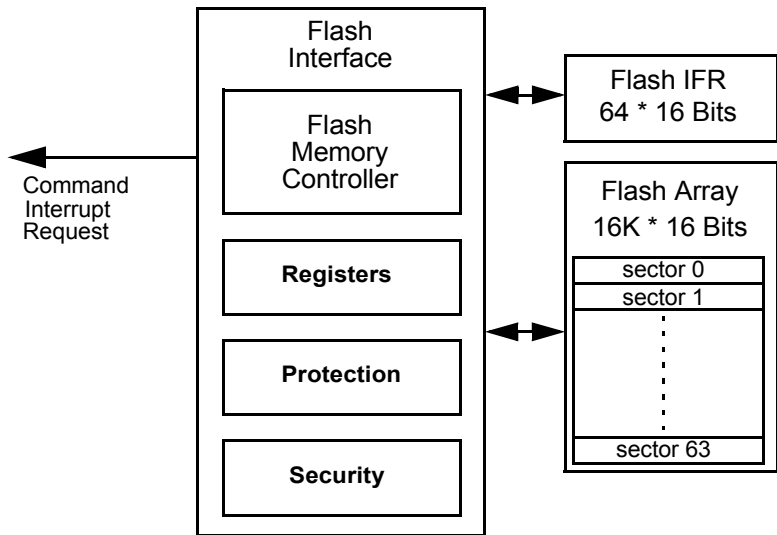 Flash
Interface
Flash
Memory
Controller
Registers
Protection
Security
Command
Interrupt
Request
Flash IFR
64 * 16 Bits
Flash Array
16K * 16 Bits
sector 0
sector 1
sector 63